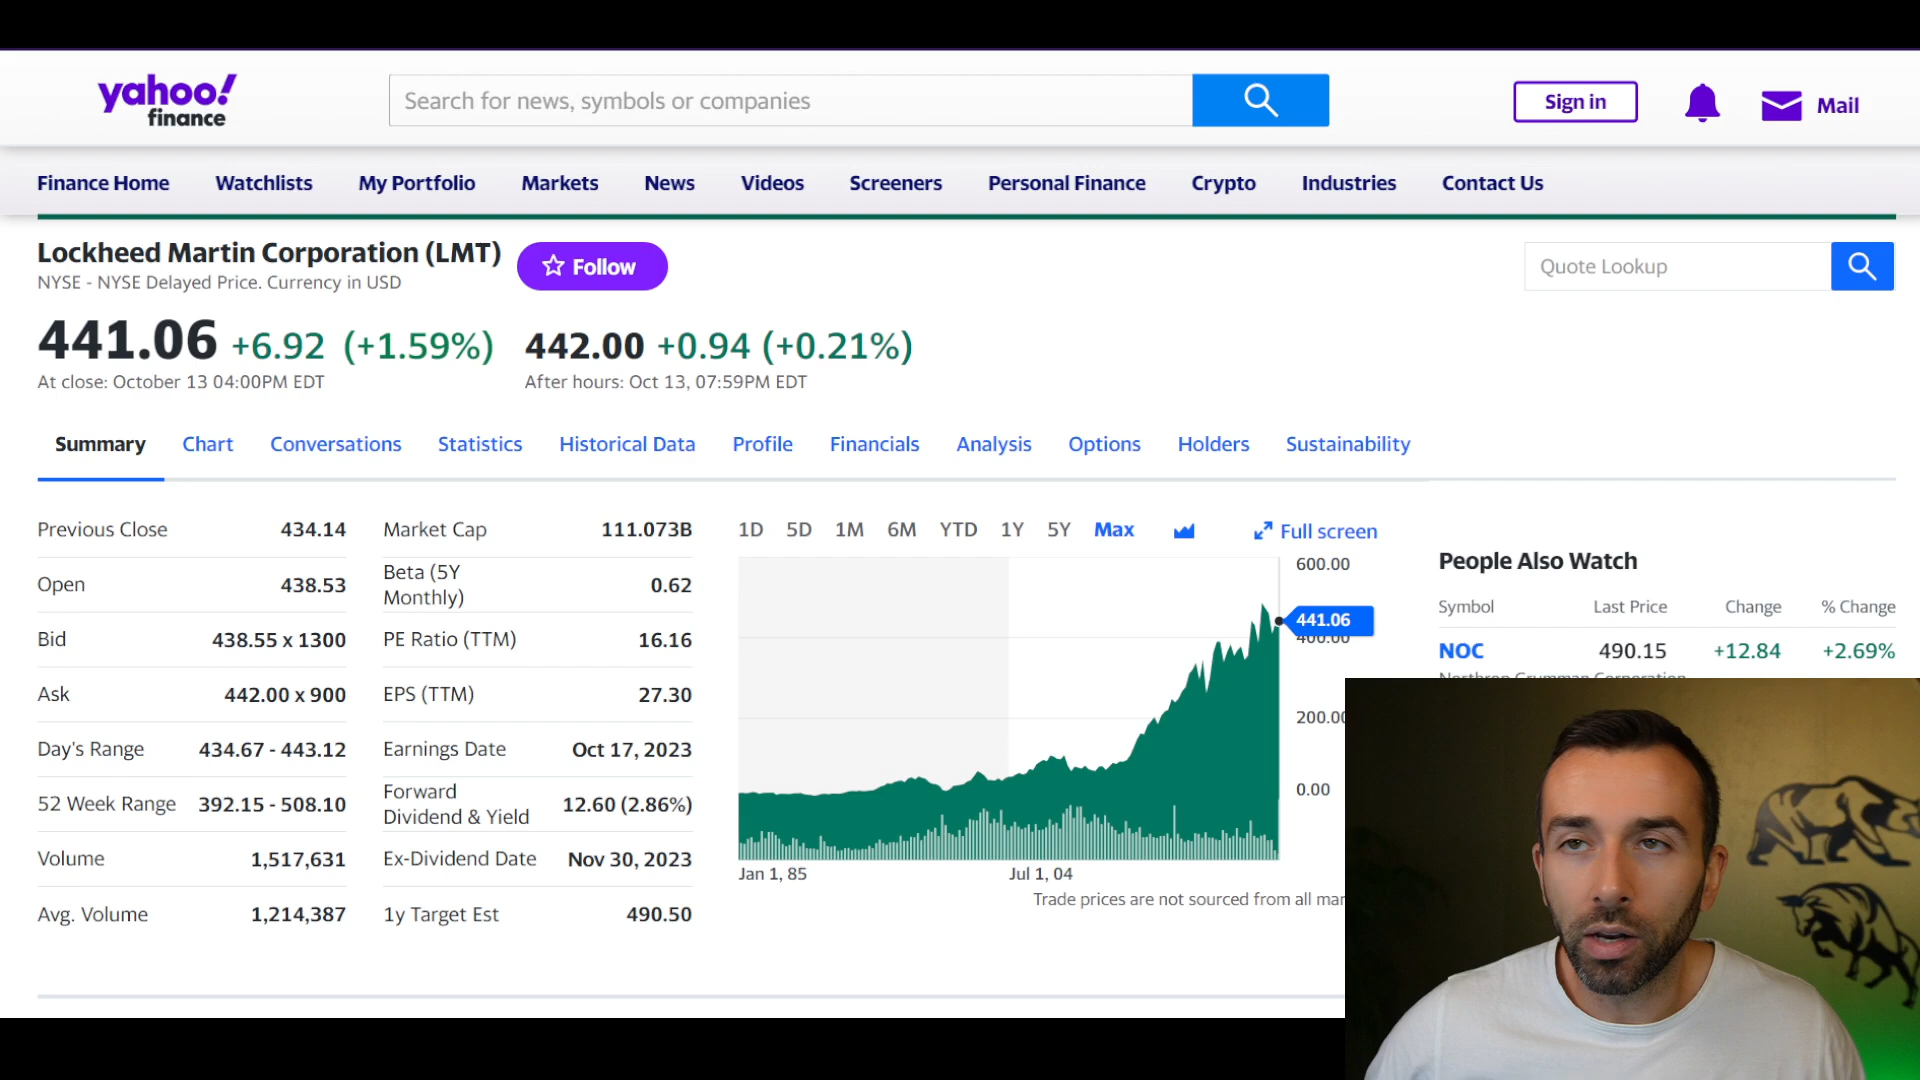 yahoo!
finance
Search for news, symbols or companies
Sign in
Mail
Finance Home Watchlists My Portfolio Markets News Videos Screeners Personal Finance Crypto Industries Contact Us
Lockheed Martin Corporation (LMT)
Follow
Quote Lookup
NYSE - NYSE Delayed Price. Currency in USD
441.06 +6.92 (+1.59%) 442.00 +0.94 (+0.21%)
At close: October 13 04:00PM EDT After hours: Oct 13, 07:59PM EDT
Summary Chart Conversations Statistics Historical Data Profile Financials Analysis Options Holders Sustainability
Previous Close 434.14
Open 438.53
Bid 438.55 x 1300
Ask 442.00 x 900
Day's Range 434.67 - 443.12
52 Week Range 392.15 - 508.10
Volume 1,517,631
Avg. Volume 1,214,387
Market Cap 111.073B
Beta (5Y
Monthly) 0.62
PE Ratio (TTM) 16.16
EPS (TTM) 27.30
Earnings Date Oct 17, 2023
Forward
Dividend & Yield 12.60 (2.86%)
Ex-Dividend Date Nov 30, 2023
1y Target Est 490.50
1D 5D 1M 6M YTD 1Y 5Y Max Full screen
600.00
441.06
400.00
200.00
0.00
Jan 1, 85 Jul 1, 04
Trade prices are not sourced from all mar
People Also Watch
Symbol Last Price Change % Change
NOC 490.15 +12.84 +2.69%
Northrop Grumman Corporation